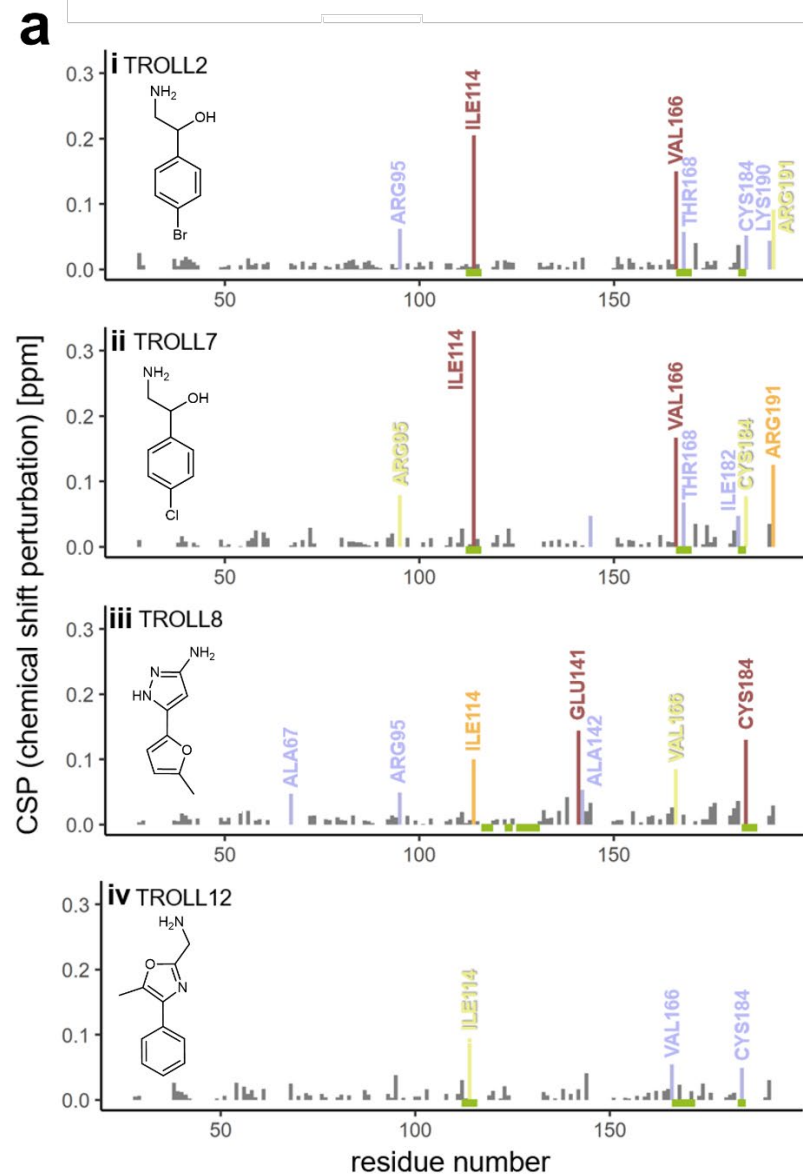 a
i TROLL2
NH2
OH
Br
ARG95
ILE114
VAL166
THR168
CYS184
LYS190
ARG191
0.3
0.2
0.1
0.0
50
100
150
ii TROLL7
NH2
OH
Cl
ARG95
ILE114
VAL166
THR168
ILE182
CYS184
ARG191
0.3
0.2
0.1
0.0
50
100
150
CSP (chemical shift perturbation) [ppm]
iii TROLL8
NH2
N
HN
O
ALA67
ARG95
ILE114
GLU141
ALA142
VAL166
CYS184
0.3
0.2
0.1
0.0
50
100
150
iv TROLL12
H2N
O
N
ILE114
VAL166
CYS184
0.3
0.2
0.1
0.0
50
100
150
residue number